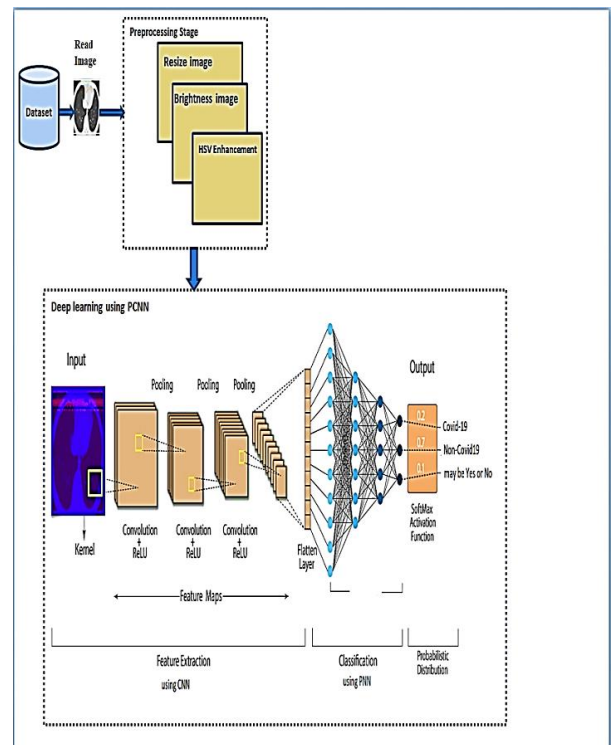 Preprocessing Stage
Read
Image
Resize image
Dataset
Brightness image
HSV Enhancement
Deep learning using PCNN
Input
Pooling
Pooling
Pooling
Output
0.2
Covid-19
0.7
Non-Covid19
0.1
may be Yes or No
SoftMax
Activation
Function
Kernel
Convolution
+
ReLU
Convolution
+
ReLU
Convolution
+
ReLU
Flatten
Layer
Feature Maps
Feature Extraction
using CNN
Classification
using PNN
Probabilistic
Distribution